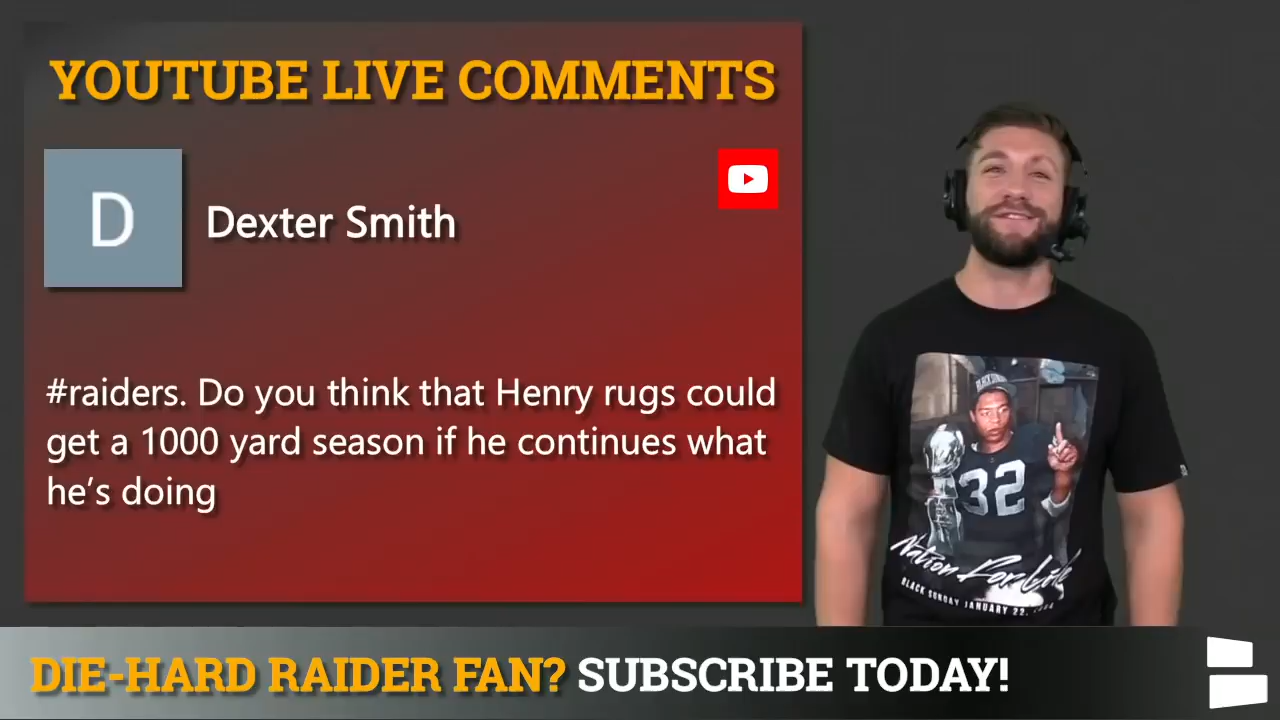 YOUTUBE LIVE COMMENTS
D
Dexter Smith
#raiders. Do you think that Henry rugs could
get a 1000 yard season if he continues what
he's doing
32
Nation For Life
BLACK SUNDAY JANUARY 22,
DIE-HARD RAIDER FAN? SUBSCRIBE TODAY!